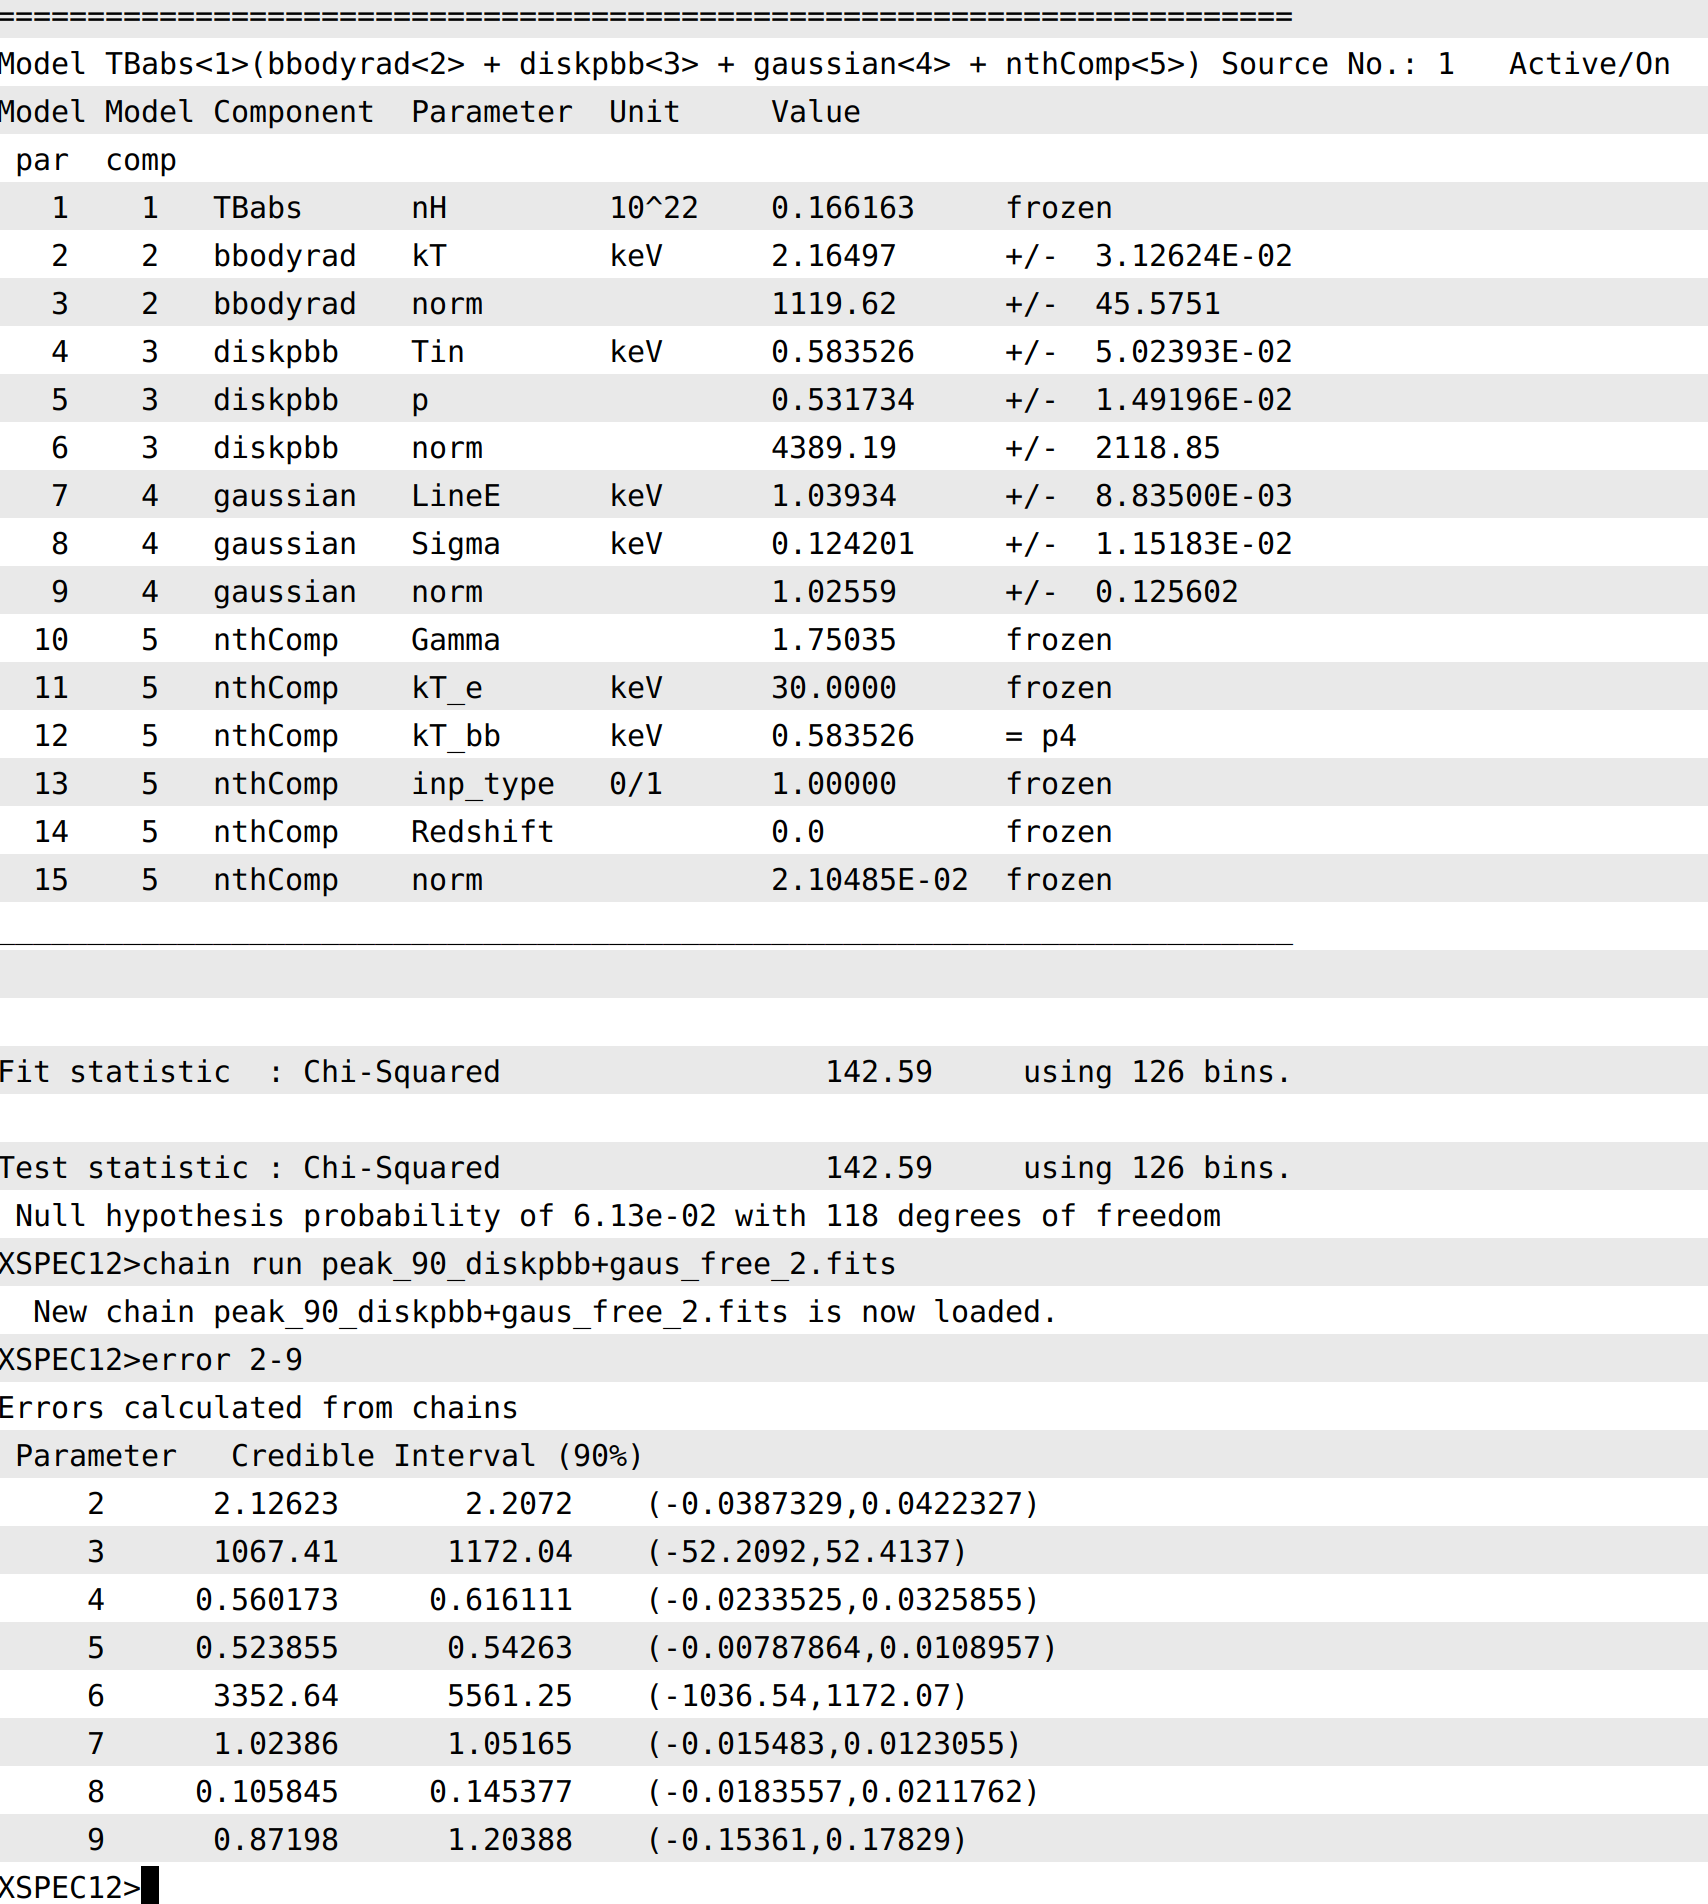 ========================================================================
Model TBabs<1>(bbodyrad<2> + diskpbb<3> + gaussian<4> + nthComp<5>) Source No.: 1   Active/On
Model Model Component  Parameter  Unit     Value
 par  comp
   1    1   TBabs      nH         10^22    0.166163     frozen
   2    2   bbodyrad   kT         keV      2.16497      +/-  3.12624E-02
   3    2   bbodyrad   norm                1119.62      +/-  45.5751
   4    3   diskpbb    Tin        keV      0.583526     +/-  5.02393E-02
   5    3   diskpbb    p                   0.531734     +/-  1.49196E-02
   6    3   diskpbb    norm                4389.19      +/-  2118.85
   7    4   gaussian   LineE      keV      1.03934      +/-  8.83500E-03
   8    4   gaussian   Sigma      keV      0.124201     +/-  1.15183E-02
   9    4   gaussian   norm                1.02559      +/-  0.125602
  10    5   nthComp    Gamma               1.75035      frozen
  11    5   nthComp    kT_e       keV      30.0000      frozen
  12    5   nthComp    kT_bb      keV      0.583526     = p4
  13    5   nthComp    inp_type   0/1      1.00000      frozen
  14    5   nthComp    Redshift            0.0          frozen
  15    5   nthComp    norm                2.10485E-02  frozen
________________________________________________________________________
Fit statistic  : Chi-Squared                  142.59     using 126 bins.
Test statistic : Chi-Squared                  142.59     using 126 bins.
 Null hypothesis probability of 6.13e-02 with 118 degrees of freedom
XSPEC12>chain run peak_90_diskpbb+gaus_free_2.fits
  New chain peak_90_diskpbb+gaus_free_2.fits is now loaded.
XSPEC12>error 2-9
Errors calculated from chains
 Parameter   Credible Interval (90%)
     2      2.12623       2.2072    (-0.0387329,0.0422327)
     3      1067.41      1172.04    (-52.2092,52.4137)
     4     0.560173     0.616111    (-0.0233525,0.0325855)
     5     0.523855      0.54263    (-0.00787864,0.0108957)
     6      3352.64      5561.25    (-1036.54,1172.07)
     7      1.02386      1.05165    (-0.015483,0.0123055)
     8     0.105845     0.145377    (-0.0183557,0.0211762)
     9      0.87198      1.20388    (-0.15361,0.17829)
XSPEC12>